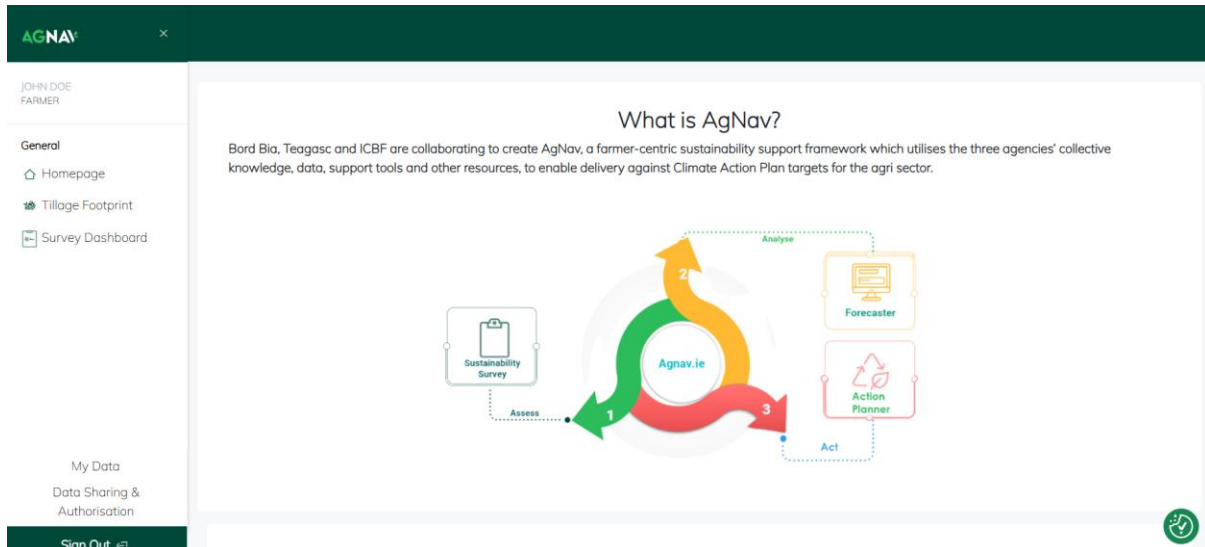 AGNAV
×
JOHN DOE
FARMER
General
Homepage
Tillage Footprint
Survey Dashboard
My Data
Data Sharing &
Authorisation
Sign Out
What is AgNav?
Bord Bia, Teagasc and ICBF are collaborating to create AgNav, a farmer-centric sustainability support framework which utilises the three agencies' collective
knowledge, data, support tools and other resources, to enable delivery against Climate Action Plan targets for the agri sector.
Analyse
2
Forecaster
Sustainability
Survey
Agnav.ie
Assess
1
3
Action
Planner
Act